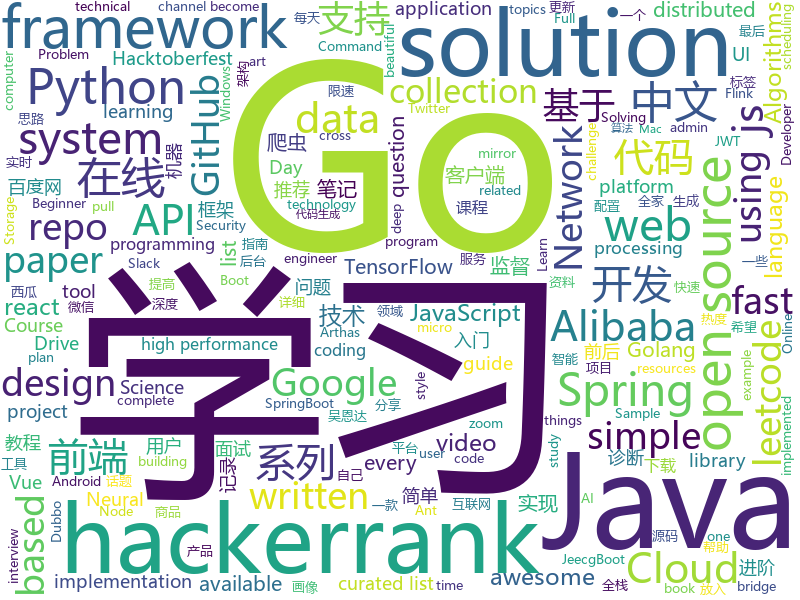 technical channel become
framework
Hacktoberfest
支持
application
distributed
每天
topics
更新
Full
一个
最后
Command
beautiful
UI
computer
Problem
art
架构
Windows
标签
Flink
scheduling
Python
GitHub
learning
data
collection
限速
Twitter
基于
中文
Solving
admin
JWT
Algorithms
Developer
思路
system
机器
爬虫
cross
Day
推荐
笔记
question
客户端
related
代码生成
mirror
Network
代码
算法
Mac
challenge
using js
实时
在线
百度网
Beginner
pull
repo
API
框架
Security
指南
后台
list
deep
课程
technology
开发
web
platform
配置
全家
生成
Storage
programming
Boot
监督
Learn
processing
服务
engineer
program
language
paper
react
tool
Slack
Course
问题
TensorFlow
high performance
技术
Arthas
coding
Java
solution
Go
source
open
JavaScript
领域
micro
入门
详细
提高
深度
Alibaba
快速
资料
希望
Golang
前后
一些
热度
leetcode
fast
西瓜
微信
Drive
design
Science
Google
guide
Spring
智能
项目
resources
Online
plan
project
SpringBoot
吴恩达
分享
style
zoom
complete
教程
前端
用户
面试
系列
video
user
平台
code
things
example
Sample
simple
工具
Vue
building
记录
every
study
下载
诊断
implemented
interview
Android
话题
Node
商品
written
简单
自己
AI
互联网
library
Dubbo
Neural
产品
一款
Ant
实现
源码
one
帮助
based
hackerrank
Cloud
JeecgBoot
全栈
进阶
implementation
available
画像
curated list
time
awesome
book
放入
bridge
学习